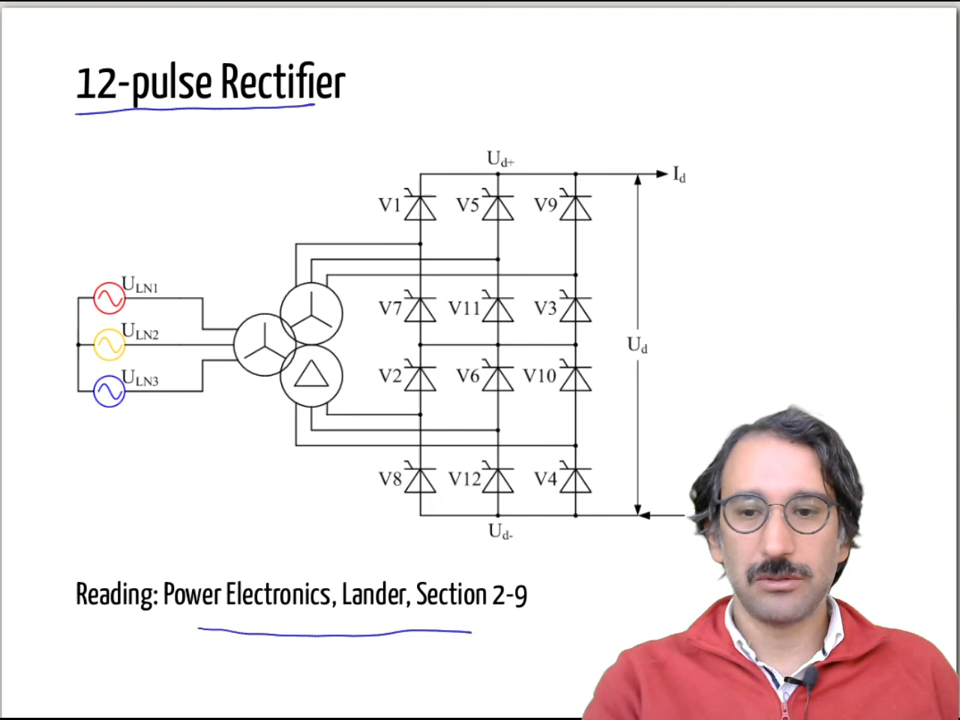 12-pulse Rectifier
Ud+
Id
V1 V5 V9
ULN1
V7 V11 V3
ULN2
Ud
ULN3
V2 V6 V10
V8 V12 V4
Ud-
Reading: Power Electronics, Lander, Section 2-9